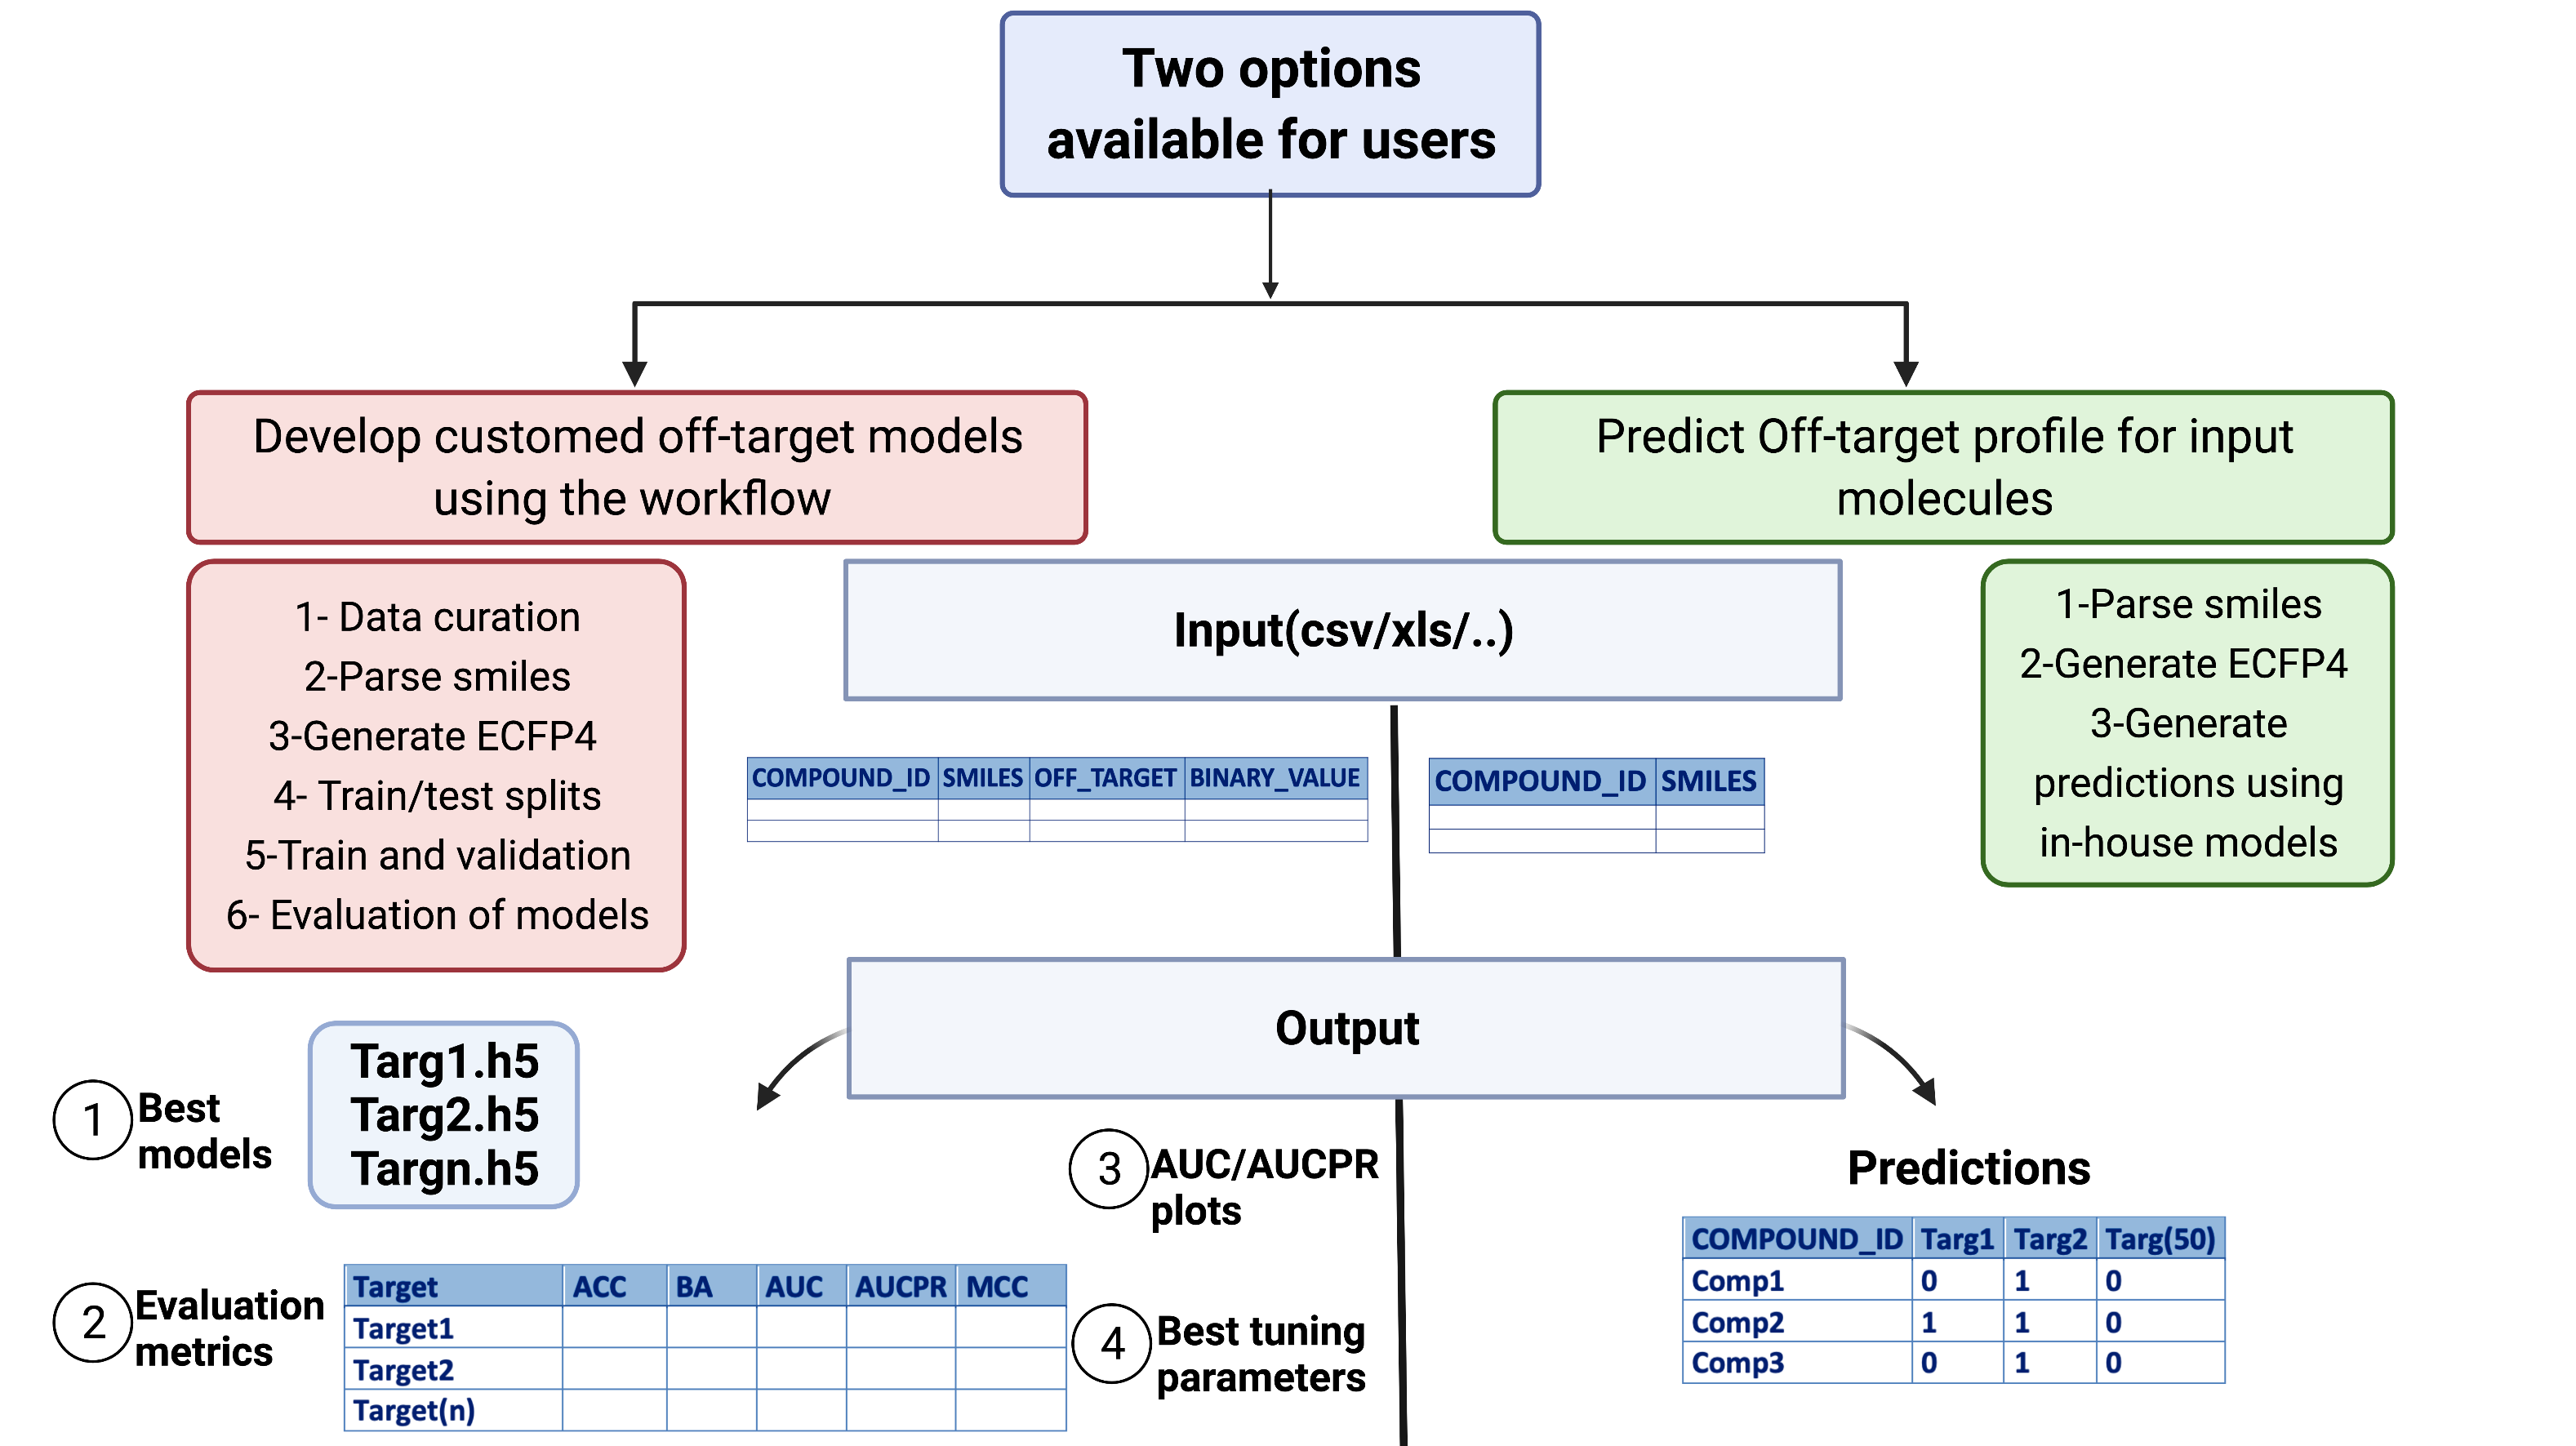 Two options
available for users
Develop customed off-target models
using the workflow
Predict Off-target profile for input
molecules
1- Data curation
2-Parse smiles
3-Generate ECFP4
4- Train/test splits
5-Train and validation
6- Evaluation of models
Input(csv/xls/..)
1-Parse smiles
2-Generate ECFP4
3-Generate
predictions using
in-house models
COMPOUND_ID SMILES OFF_TARGET BINARY_VALUE
COMPOUND_ID SMILES
Output
1 Best
models
Targ1.h5
Targ2.h5
Targn.h5
2 Evaluation
metrics
Target ACC BA AUC AUCPR MCC
Target1
Target2
Target(n)
3 AUC/AUCPR
plots
4 Best tuning
parameters
Predictions
COMPOUND_ID Targ1 Targ2 Targ(50)
Comp1 0 1 0
Comp2 1 1 0
Comp3 0 1 0